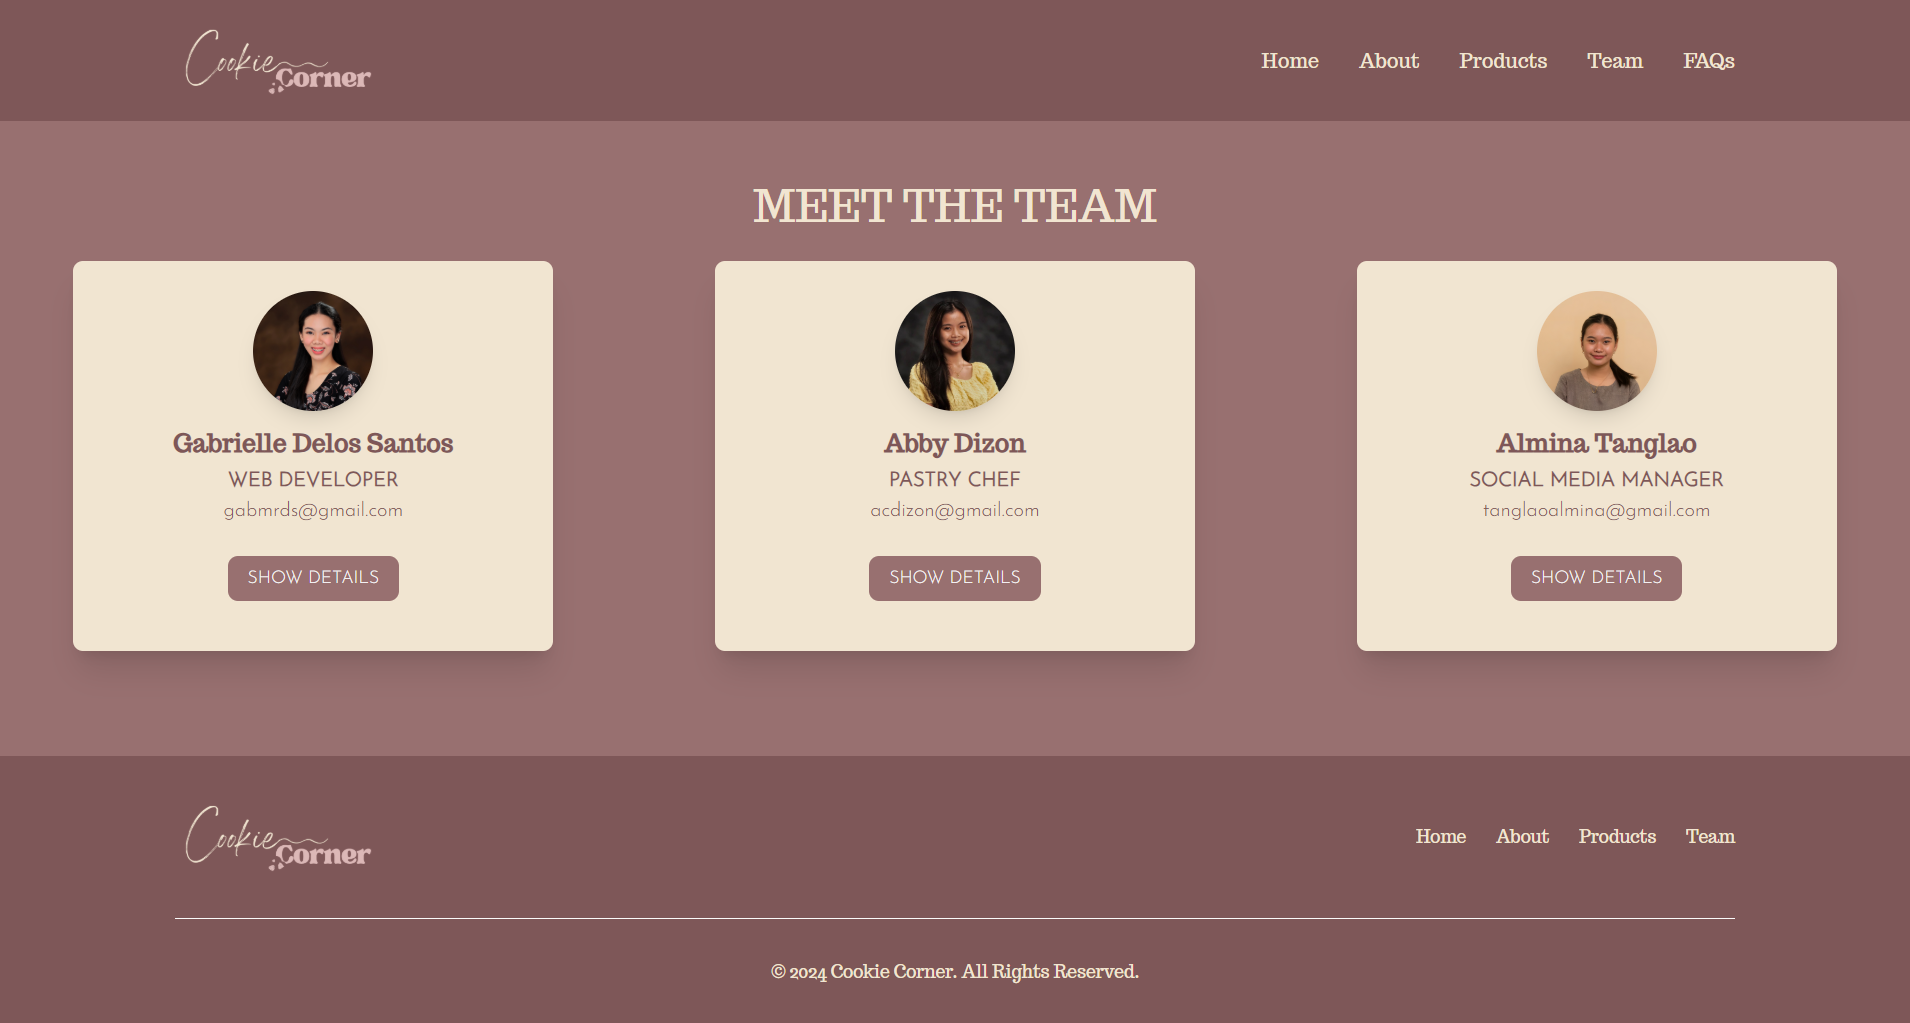 Cookie
Corner
Home About Products Team FAQs
MEET THE TEAM
Gabrielle Delos Santos
WEB DEVELOPER
gabmrds@gmail.com
SHOW DETAILS
Abby Dizon
PASTRY CHEF
acdizon@gmail.com
SHOW DETAILS
Almina Tanglao
SOCIAL MEDIA MANAGER
tanglaoalmina@gmail.com
SHOW DETAILS
Cookie
Corner
Home About Products Team
© 2024 Cookie Corner. All Rights Reserved.